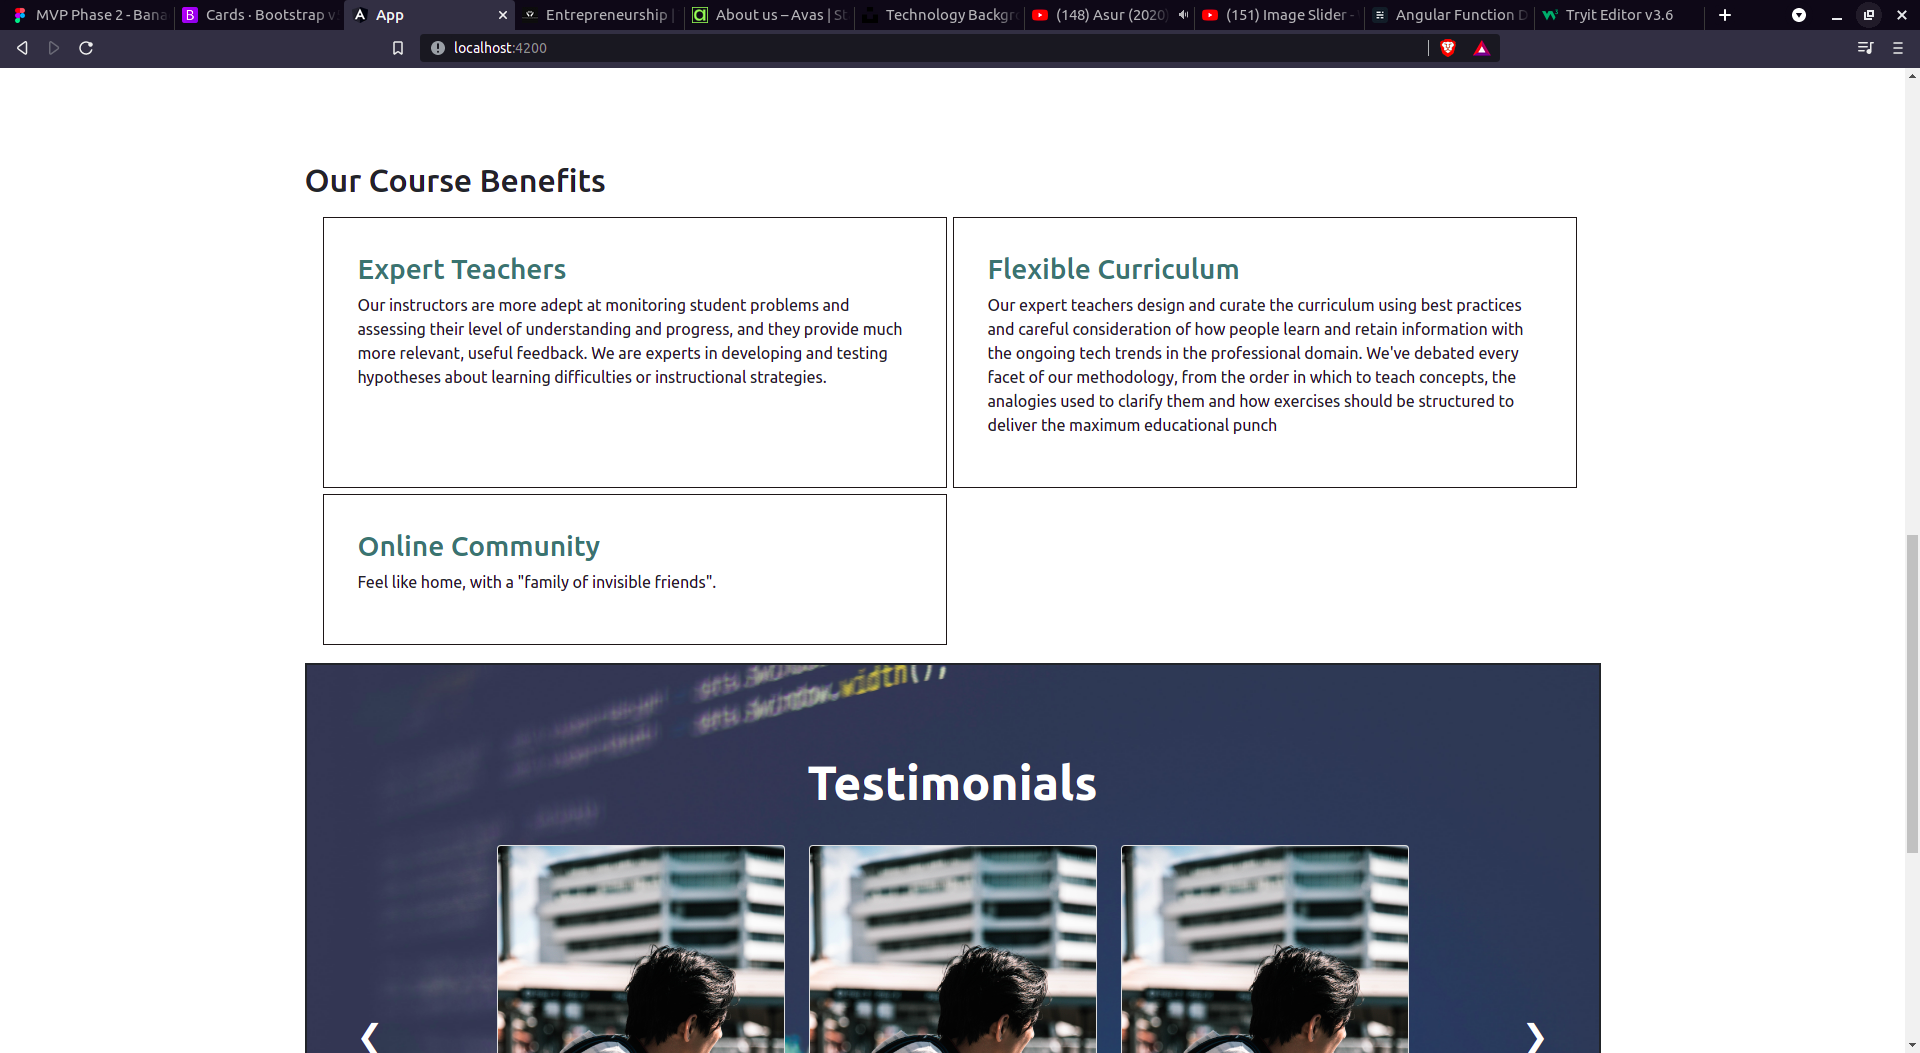 MVP Phase 2 - Bana
Cards · Bootstrap v
App
Entrepreneurship |
About us – Avas | St
Technology Backgro
(148) Asur (2020)
(151) Image Slider -
Angular Function D
Tryit Editor v3.6
localhost:4200
Our Course Benefits
Expert Teachers
Our instructors are more adept at monitoring student problems and
assessing their level of understanding and progress, and they provide much
more relevant, useful feedback. We are experts in developing and testing
hypotheses about learning difficulties or instructional strategies.
Flexible Curriculum
Our expert teachers design and curate the curriculum using best practices
and careful consideration of how people learn and retain information with
the ongoing tech trends in the professional domain. We've debated every
facet of our methodology, from the order in which to teach concepts, the
analogies used to clarify them and how exercises should be structured to
deliver the maximum educational punch
Online Community
Feel like home, with a "family of invisible friends".
width();
Testimonials